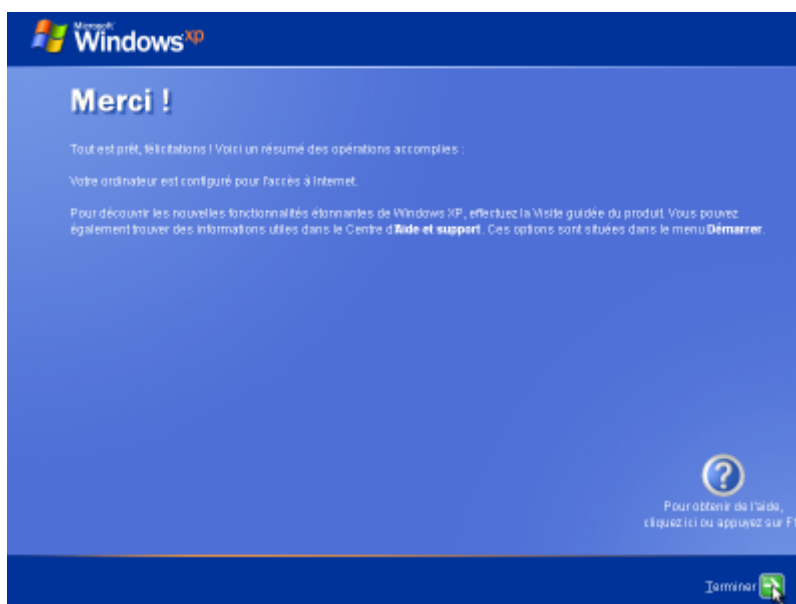 Microsoft
Windows xp
Merci !
Tout est prêt, félicitations ! Voici un résumé des opérations accomplies :
Votre ordinateur est configuré pour l'accès à Internet.
Pour découvrir les nouvelles fonctionnalités étonnantes de Windows XP, effectuez la Visite guidée du produit. Vous pouvez
également trouver des informations utiles dans le Centre d'Aide et support. Ces options sont situées dans le menu Démarrer.
Pour obtenir de l'aide,
cliquez ici ou appuyez sur F1
Terminer